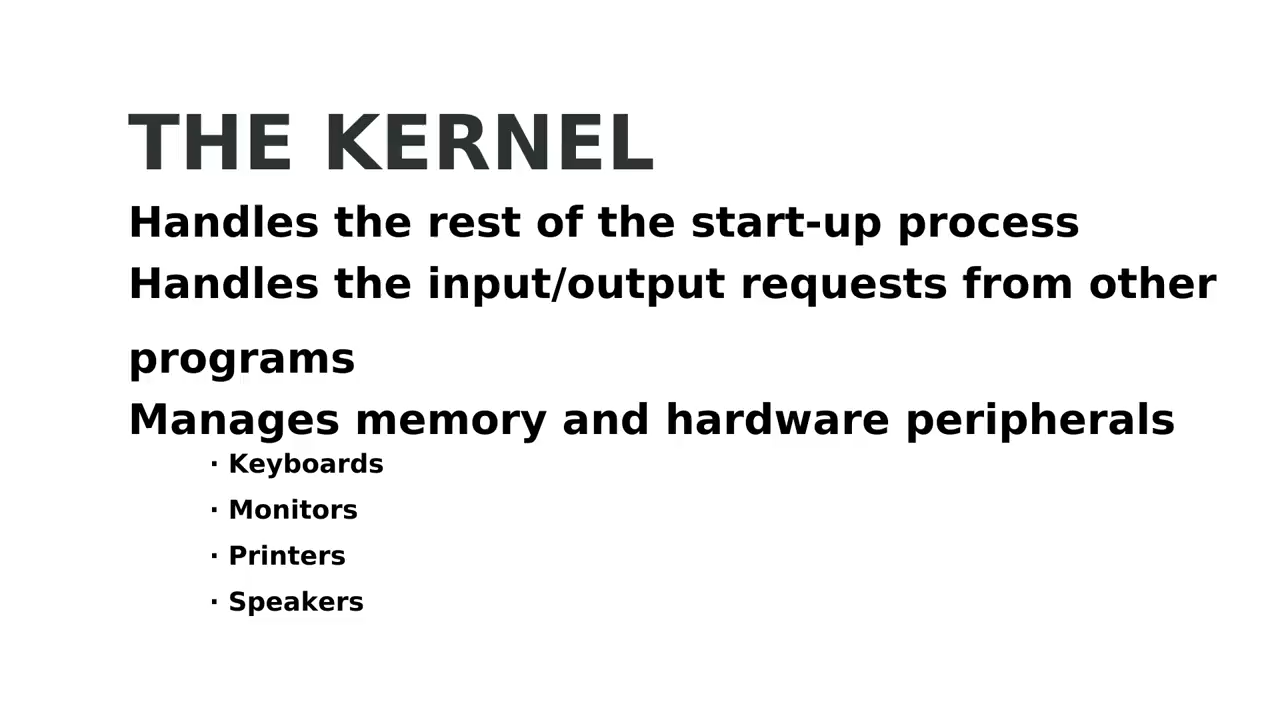 THE KERNEL
Handles the rest of the start-up process
Handles the input/output requests from other
programs
Manages memory and hardware peripherals
· Keyboards
· Monitors
· Printers
· Speakers